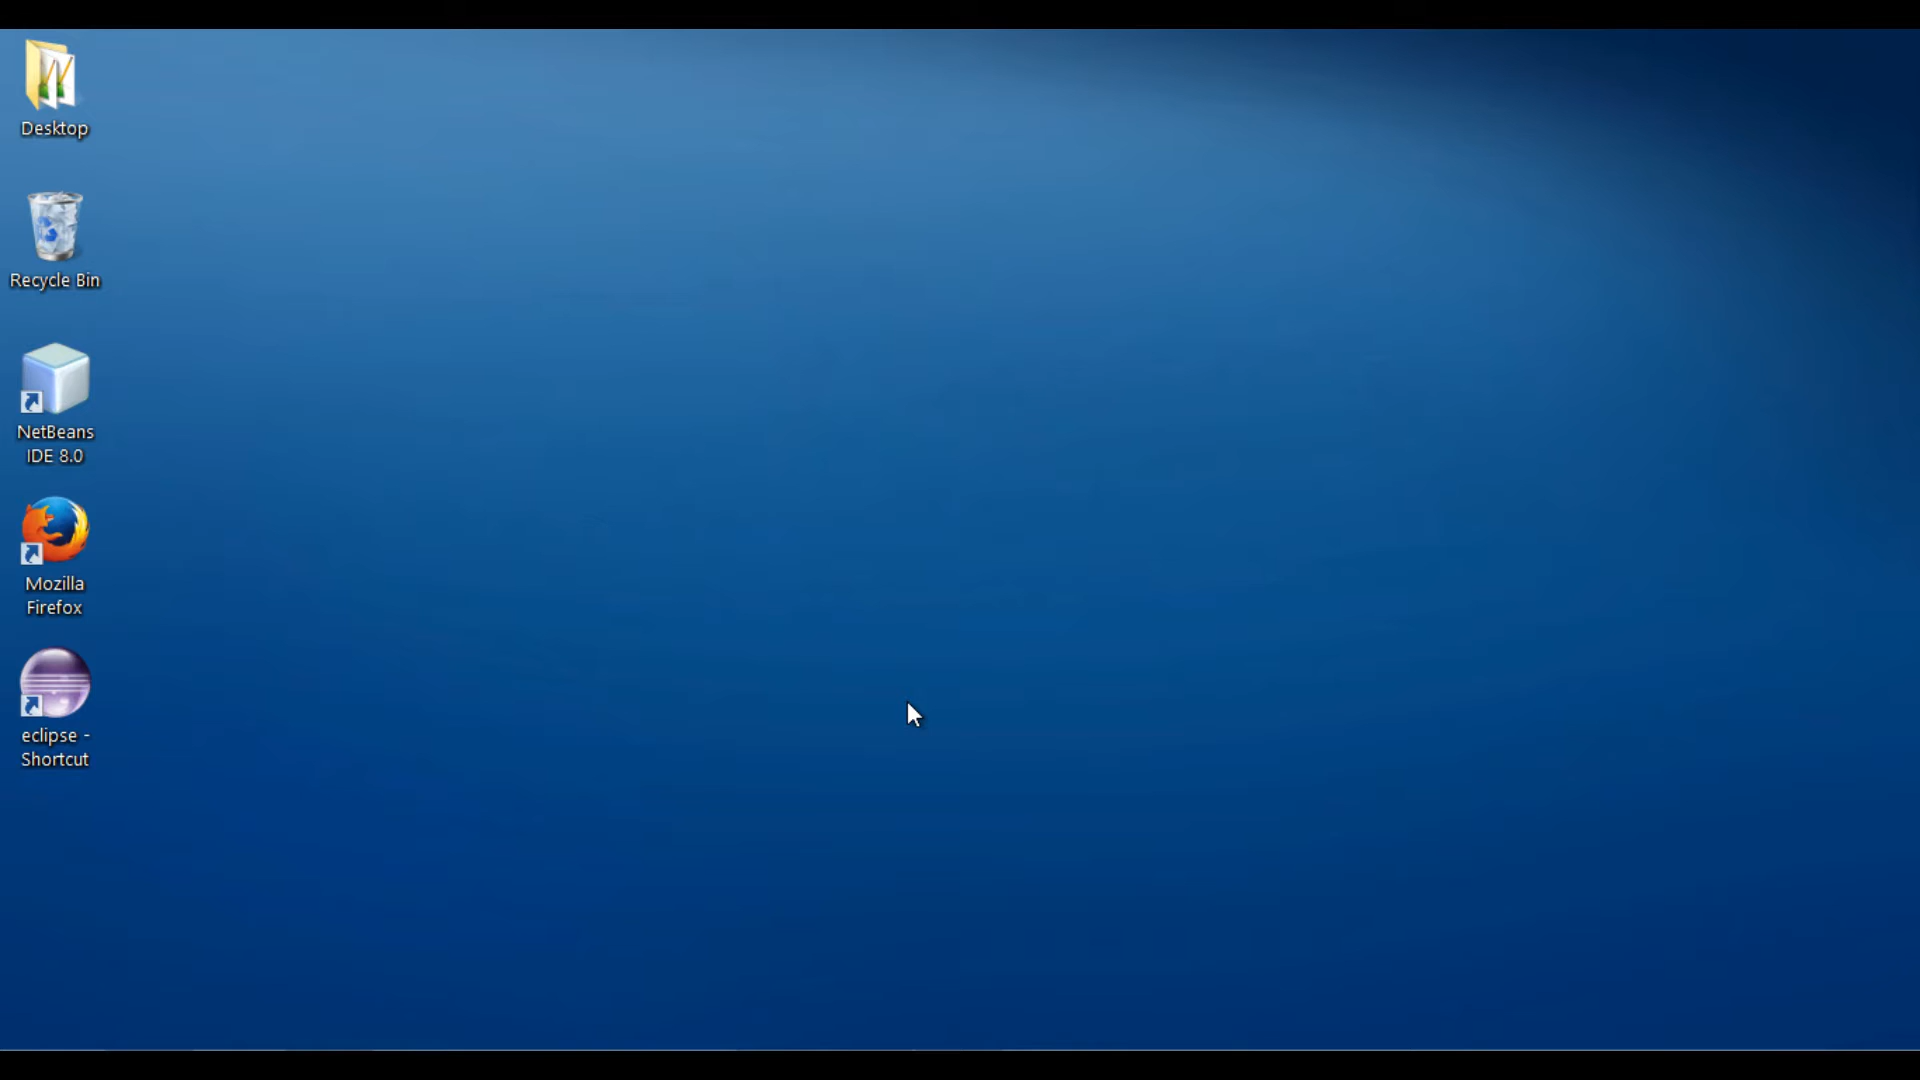 Desktop
Recycle Bin
NetBeans
IDE 8.0
Mozilla
Firefox
eclipse -
Shortcut